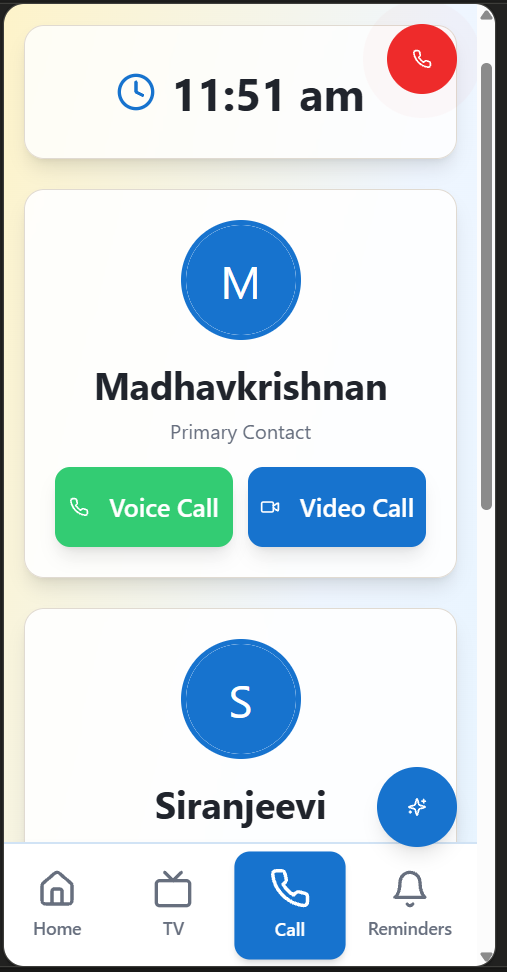 11:51 am
M
Madhavkrishnan
Primary Contact
Voice Call
Video Call
S
Siranjeevi
Home
TV
Call
Reminders